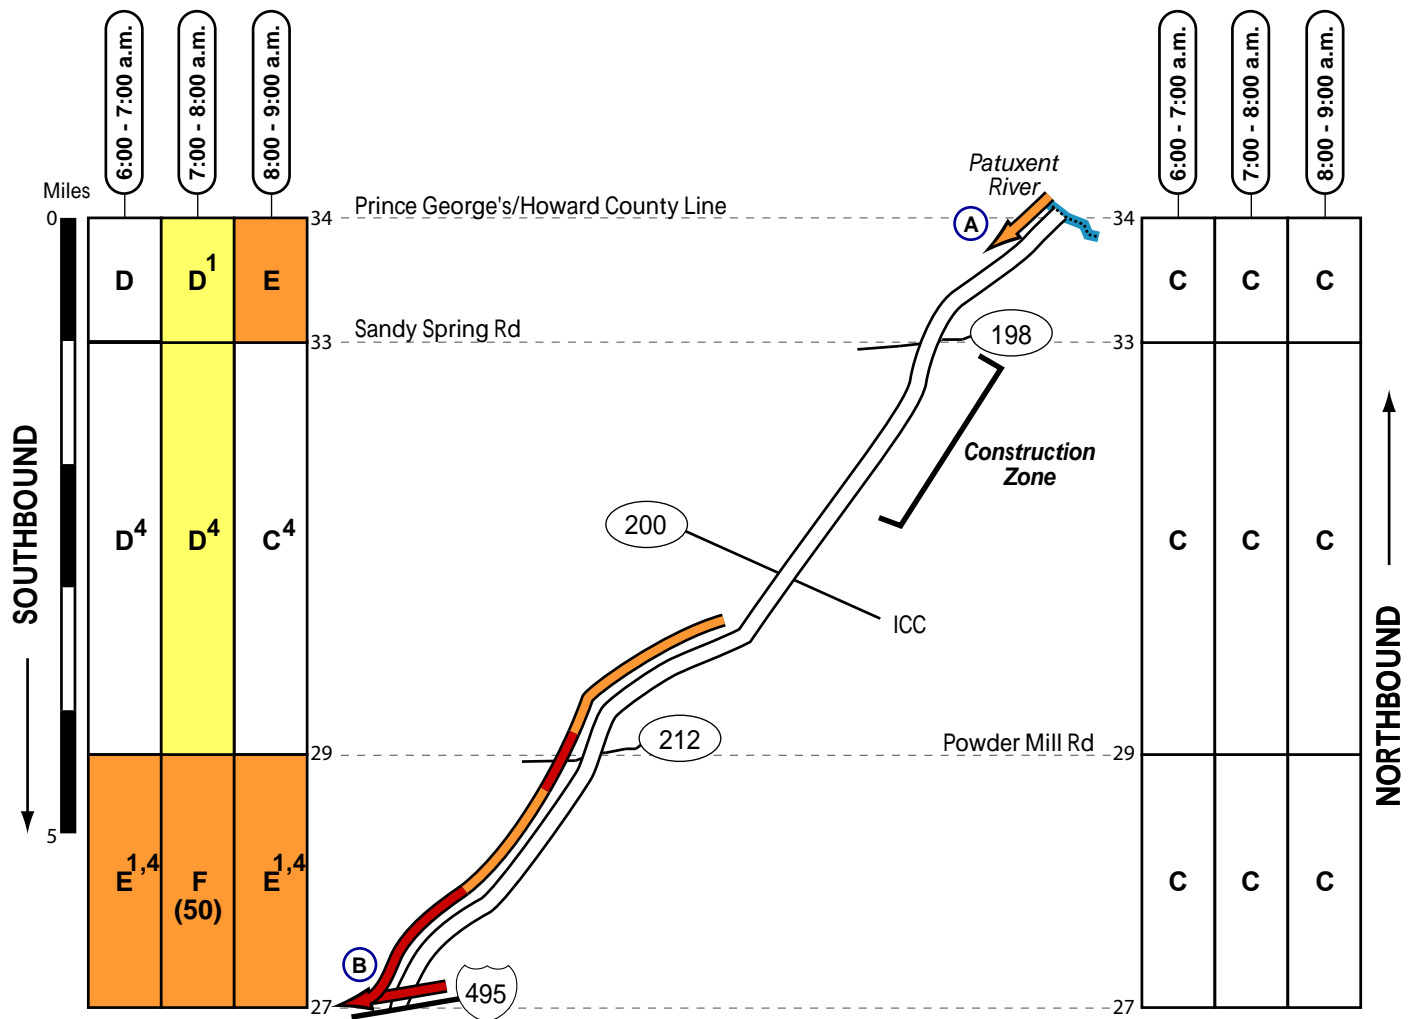 6:00 - 7:00 a.m.
7:00 - 8:00 a.m.
8:00 - 9:00 a.m.
6:00 - 7:00 a.m.
7:00 - 8:00 a.m.
8:00 - 9:00 a.m.
Patuxent
River
Miles
0
34
Prince George's/Howard County Line
A
34
D
D1
E
C
C
C
Sandy Spring Rd
198
33
33
Construction
Zone
SOUTHBOUND
200
D4
D4
C4
C
C
C
ICC
NORTHBOUND
212
Powder Mill Rd
29
29
5
E1,4
F
(50)
E1,4
C
C
C
B
495
27
27